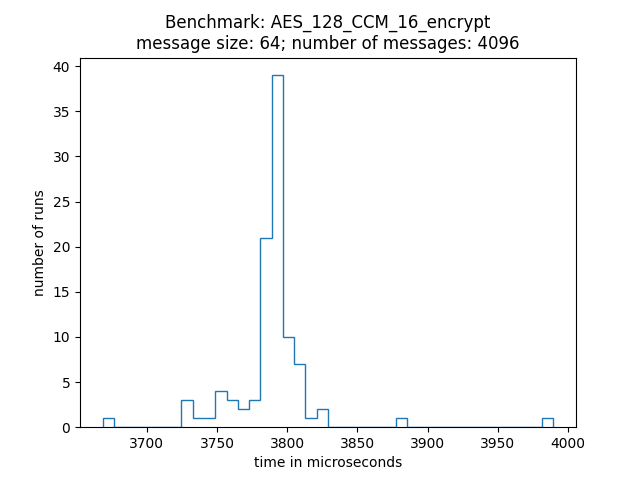 Benchmark: AES_128_CCM_16_encrypt
message size: 64; number of messages: 4096
40
35
30
25
20
15
10
5
0
number of runs
3700 3750 3800 3850 3900 3950 4000
time in microseconds